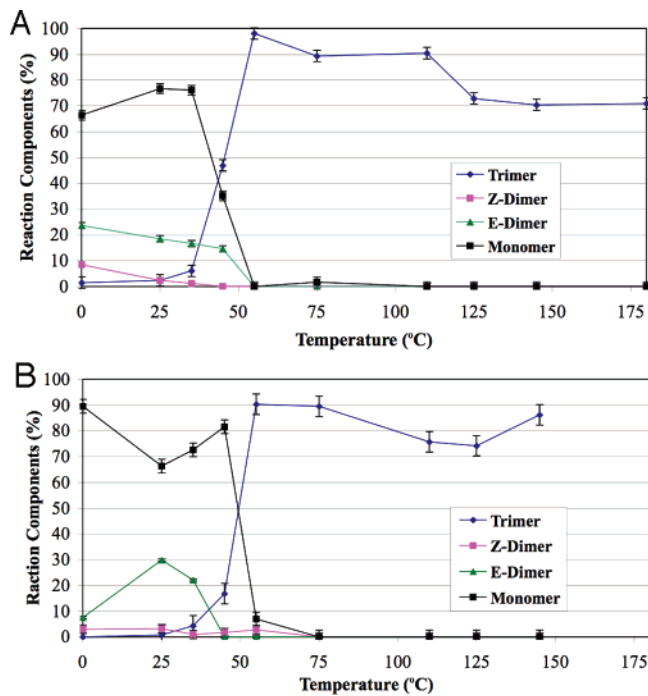 A
Reaction Components (%)
100
90
80
70
60
50
40
30
20
10
0
Trimer
Z-Dimer
E-Dimer
Monomer
0 25 50 75 100 125 150 175
Temperature (ºC)
B
Raction Components (%)
100
90
80
70
60
50
40
30
20
10
0
Trimer
Z-Dimer
E-Dimer
Monomer
0 25 50 75 100 125 150 175
Temperature (ºC)